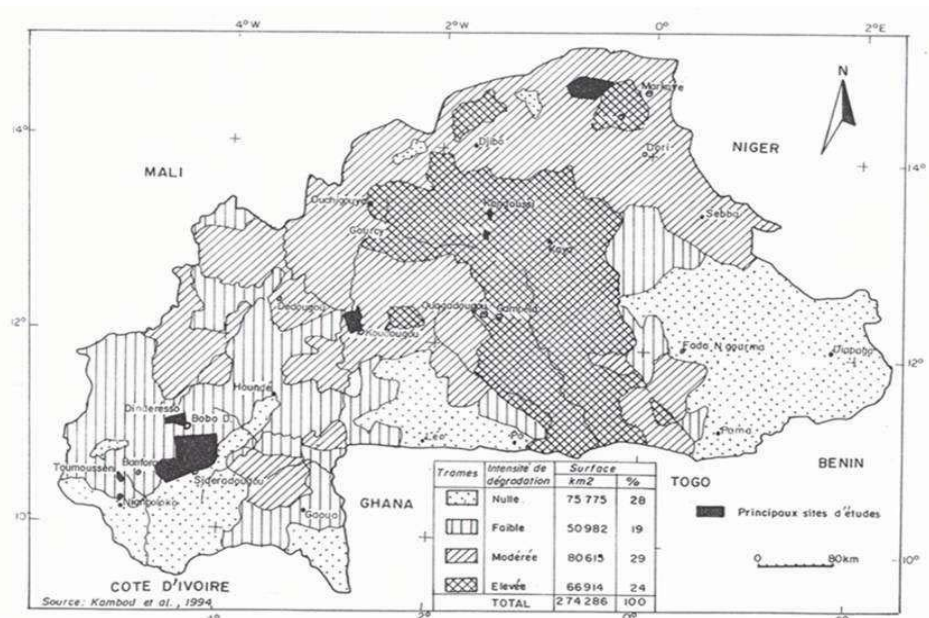 4°W
2°W
0°
2°E
N
14°
14°
MALI
NIGER
Markoye
Djibo
Dori
Ouahigouya
Kongoussi
Sebba
Gourcy
Kaya
Dedougou
Ouagadougou
12°
12°
Koudougou
Fada N'gourma
Diapaga
Houndé
Dinderesso
Bobo D.
Pama
Leo
Po
Toumousseni
Banfora
Sideradougou
Niangoloko
Gaoua
10°
10°
BENIN
TOGO
GHANA
COTE D'IVOIRE
Trames Intensité de dégradation Surface
km2 %
Nulle 75 775 28
Faible 50 982 19
Modérée 80 615 29
Elevée 66 914 24
TOTAL 274 286 100
Principaux sites d'études
0 80km
Source: Kambou et al., 1994
4°
2°
0°